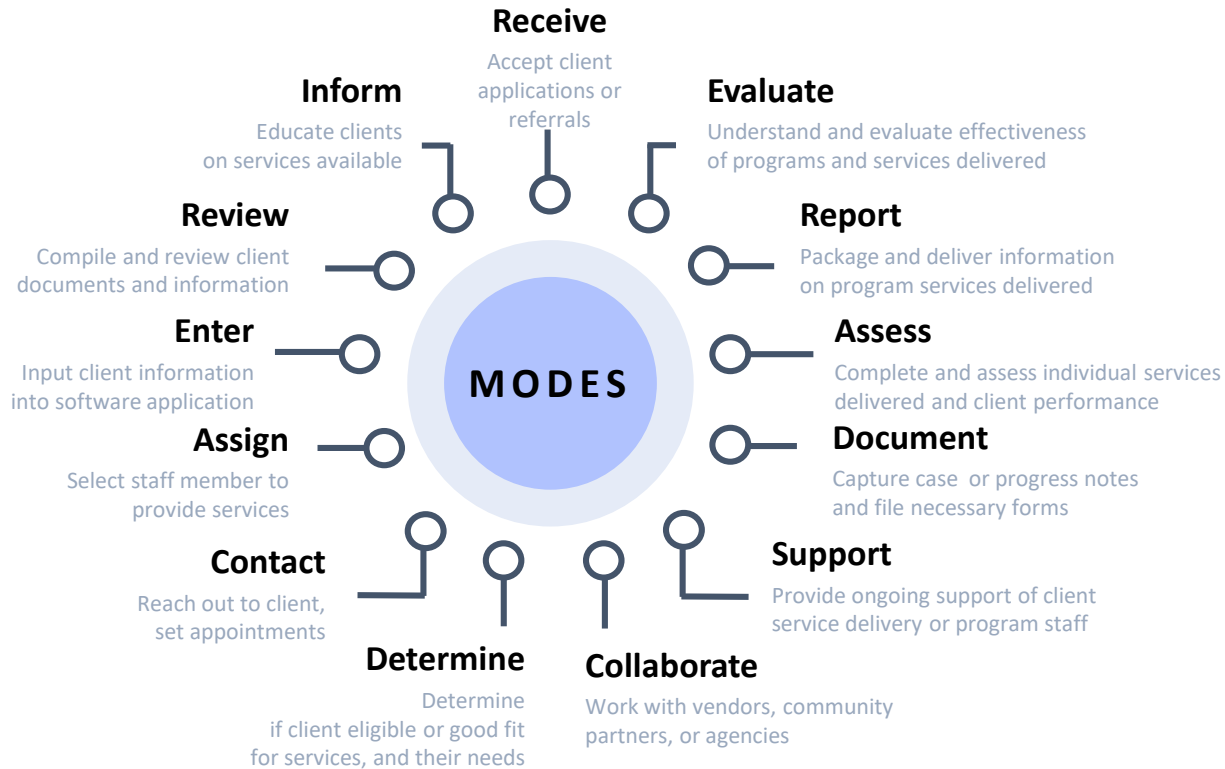 Receive
Accept client
applications or
referrals
Inform
Educate clients
on services available
Evaluate
Understand and evaluate effectiveness
of programs and services delivered
Review
Compile and review client
documents and information
Report
Package and deliver information
on program services delivered
Enter
Input client information
into software application
MODES
Assess
Complete and assess individual services
delivered and client performance
Assign
Select staff member to
provide services
Document
Capture case or progress notes
and file necessary forms
Contact
Reach out to client,
set appointments
Support
Provide ongoing support of client
service delivery or program staff
Determine
Determine
if client eligible or good fit
for services, and their needs
Collaborate
Work with vendors, community
partners, or agencies